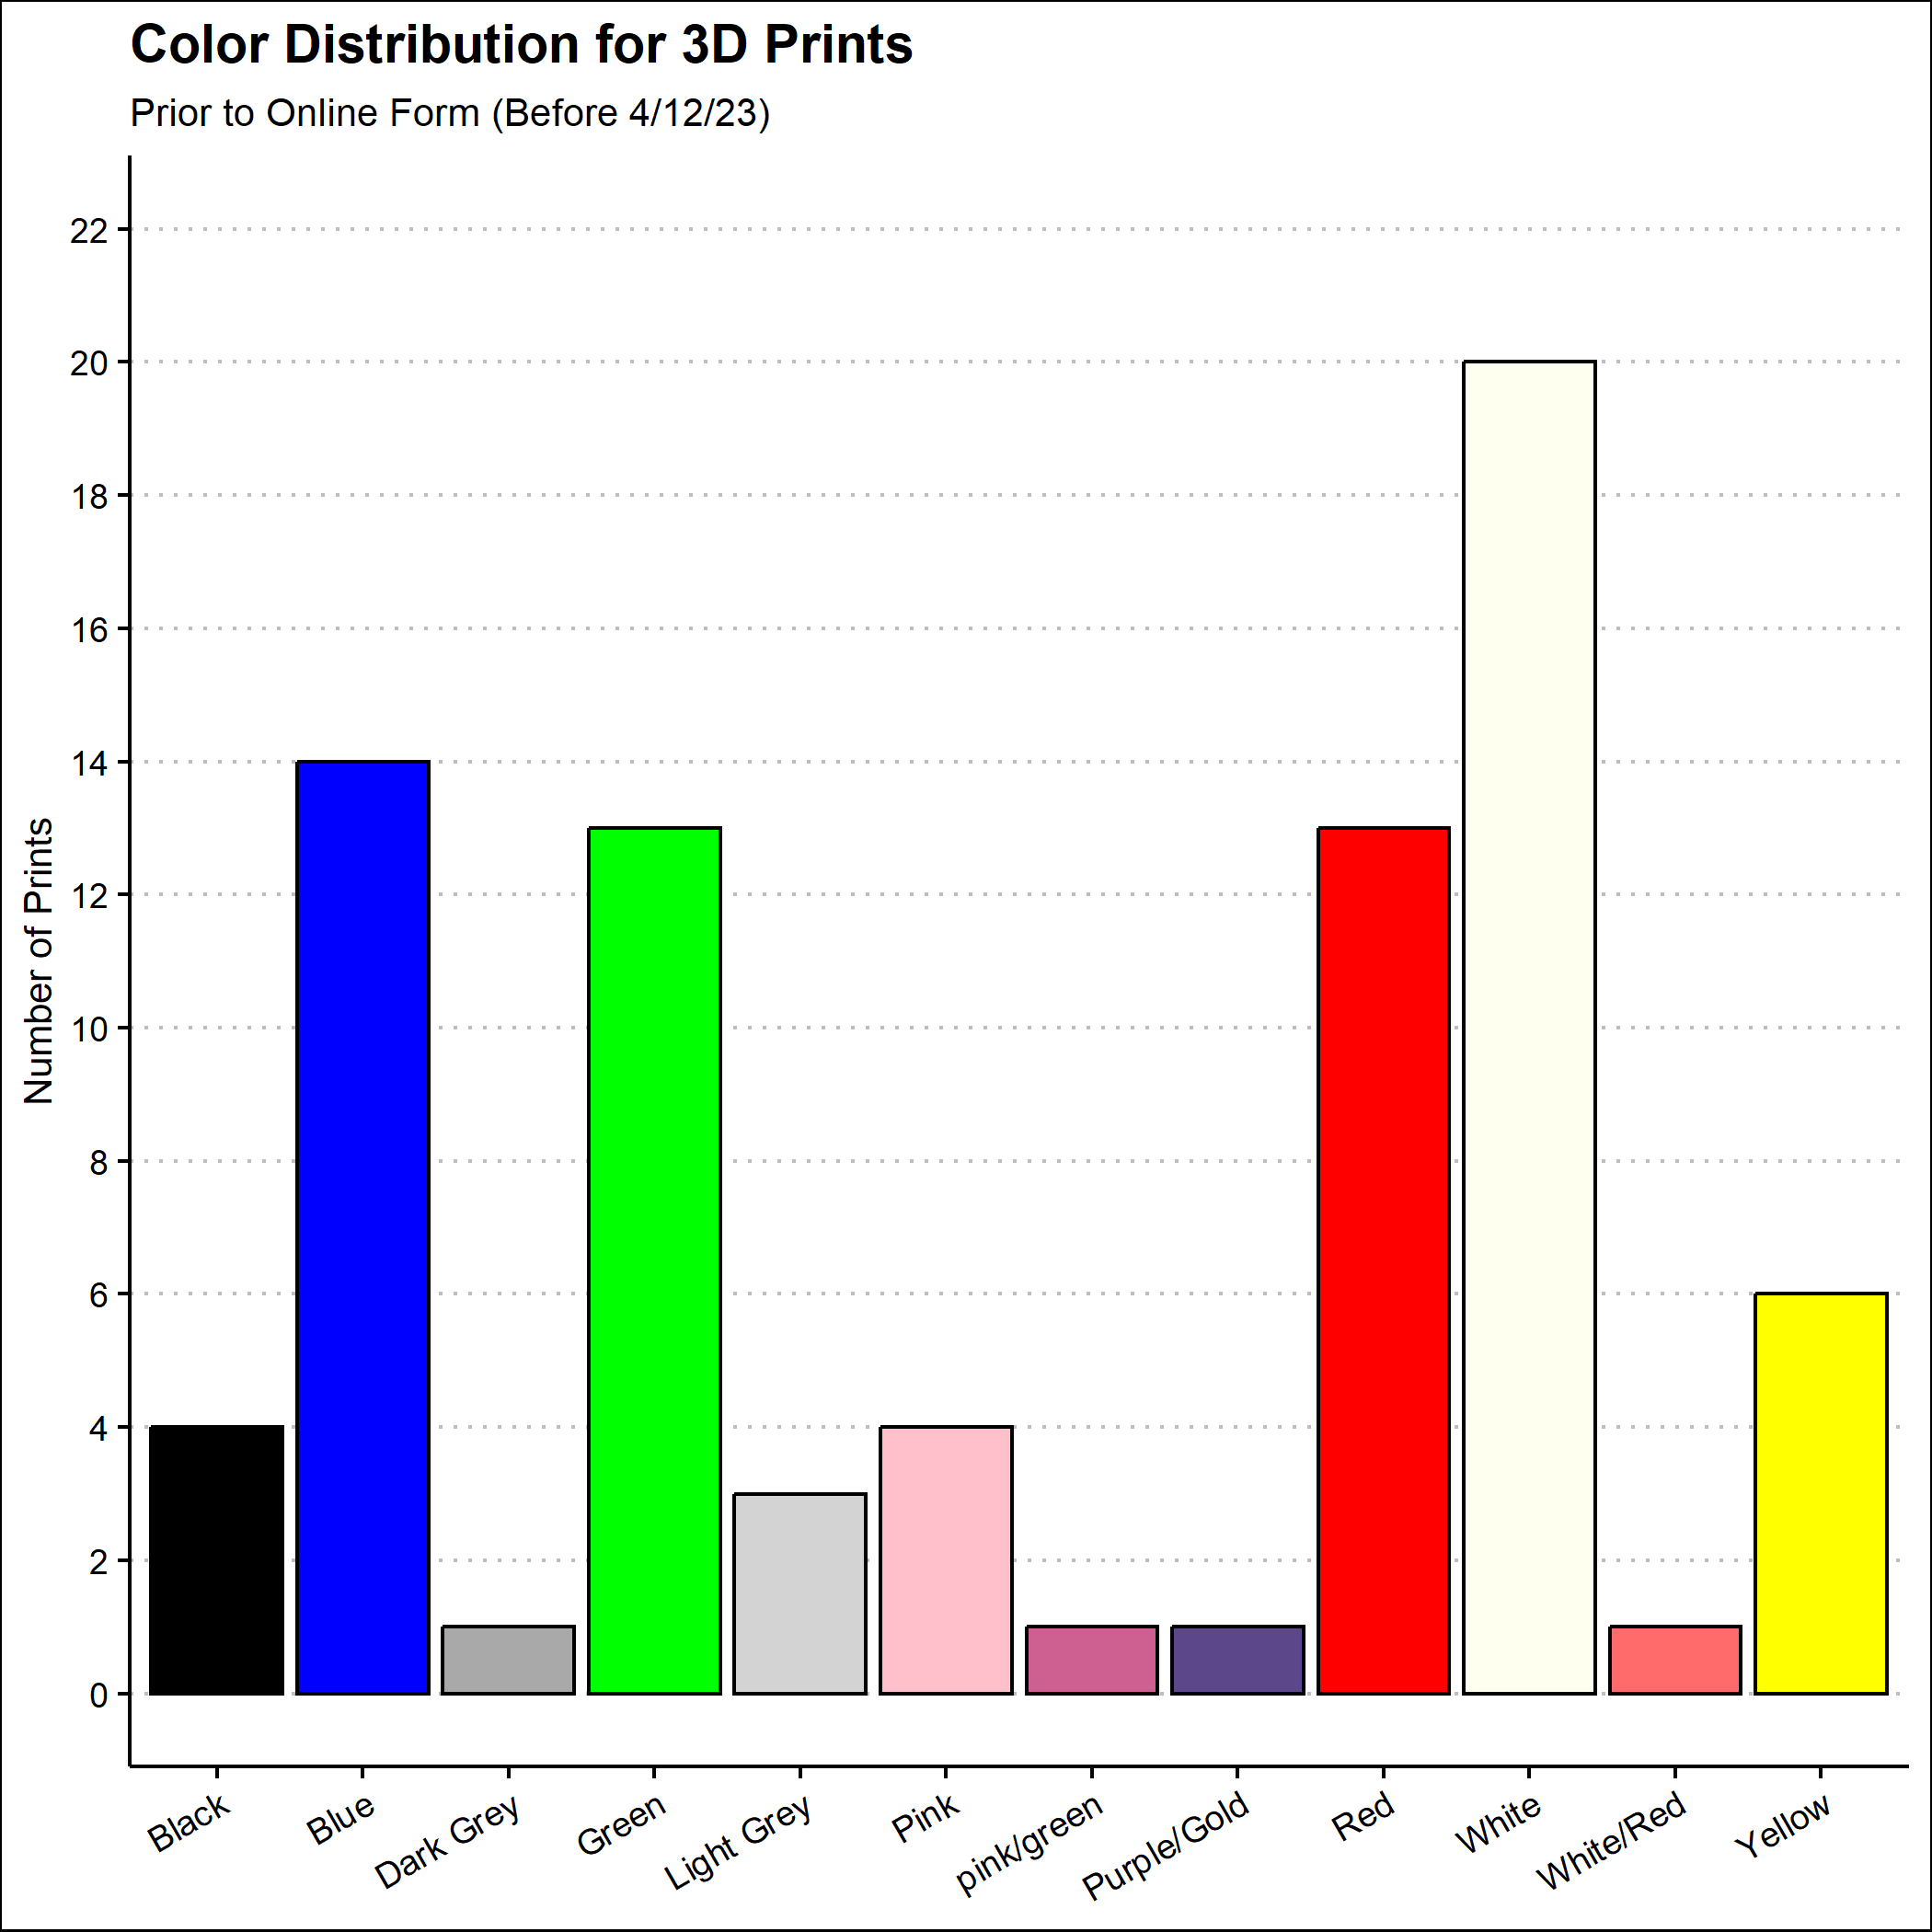 Color Distribution for 3D Prints
Prior to Online Form (Before 4/12/23)
Number of Prints
22
20
18
16
14
12
10
8
6
4
2
0
Black
Blue
Dark Grey
Green
Light Grey
Pink
pink/green
Purple/Gold
Red
White
White/Red
Yellow